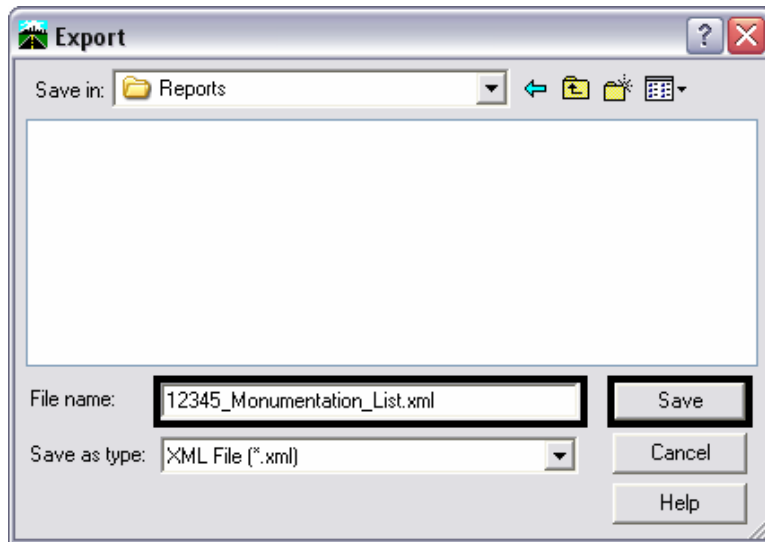 Export
Save in: Reports
File name: 12345_Monumentation_List.xml Save
Save as type: XML File (*.xml) Cancel
Help